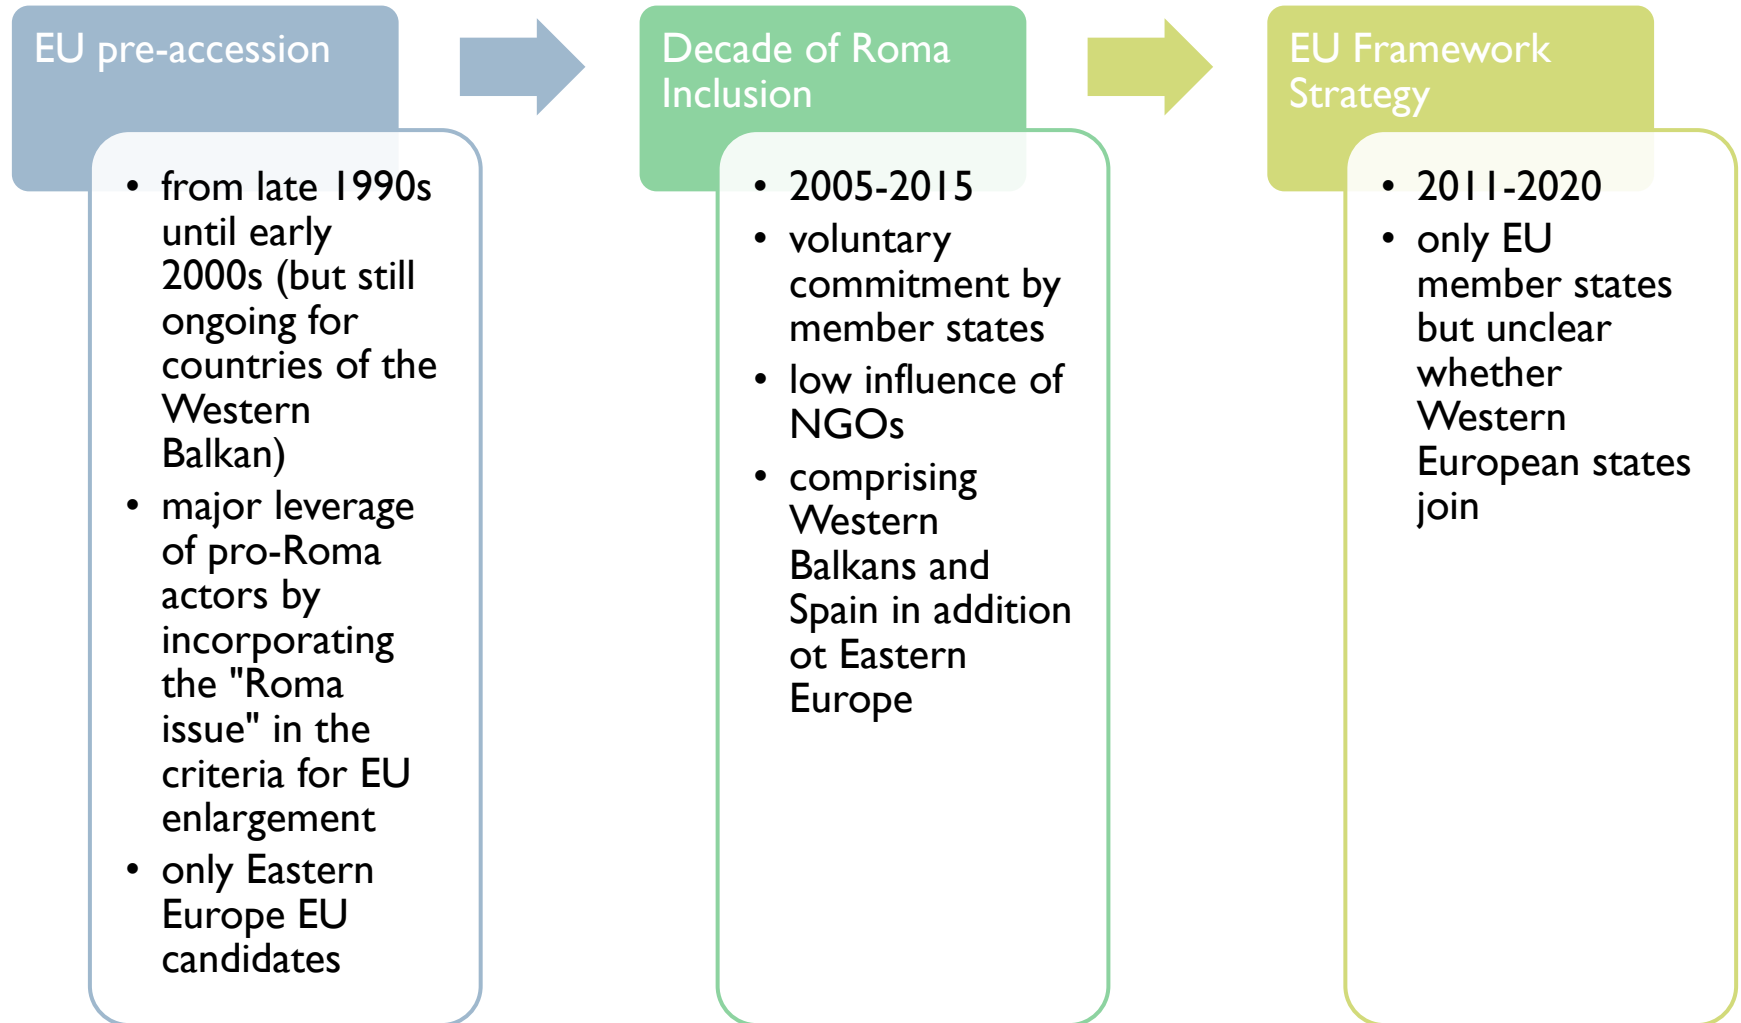 EU pre-accession
• from late 1990s
until early
2000s (but still
ongoing for
countries of the
Western
Balkan)
• major leverage
of pro-Roma
actors by
incorporating
the "Roma
issue" in the
criteria for EU
enlargement
• only Eastern
Europe EU
candidates
Decade of Roma
Inclusion
• 2005-2015
• voluntary
commitment by
member states
• low influence of
NGOs
• comprising
Western
Balkans and
Spain in addition
ot Eastern
Europe
EU Framework
Strategy
• 2011-2020
• only EU
member states
but unclear
whether
Western
European states
join